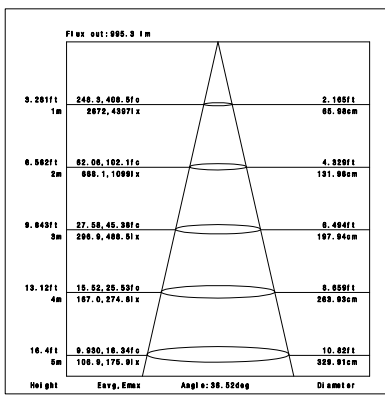 Flux out:995.3 lm
3.281ft 248.3,408.5fc 2.165ft
1m 2672,4397lx 65.98cm
6.562ft 62.06,102.1fc 4.329ft
2m 668.1,1099lx 131.96cm
9.843ft 27.58,45.38fc 6.494ft
3m 296.9,488.5lx 197.94cm
13.12ft 15.52,25.53fc 8.659ft
4m 167.0,274.8lx 263.93cm
16.4ft 9.930,16.34fc 10.82ft
5m 106.9,175.9lx 329.91cm
Height Eavg,Emax Angle:36.52deg Diameter